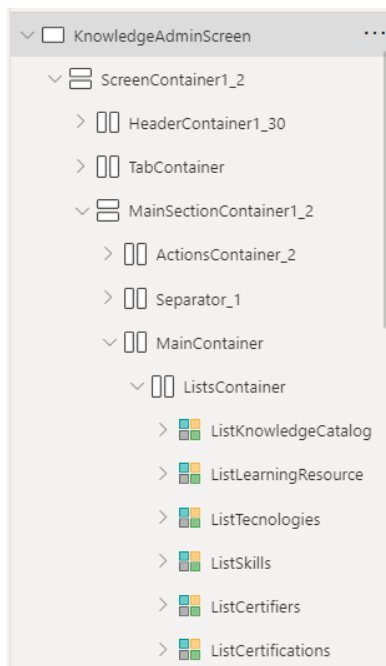 KnowledgeAdminScreen
ScreenContainer1_2
HeaderContainer1_30
TabContainer
MainSectionContainer1_2
ActionsContainer_2
Separator_1
MainContainer
ListsContainer
ListKnowledgeCatalog
ListLearningResource
ListTecnologies
ListSkills
ListCertifiers
ListCertifications